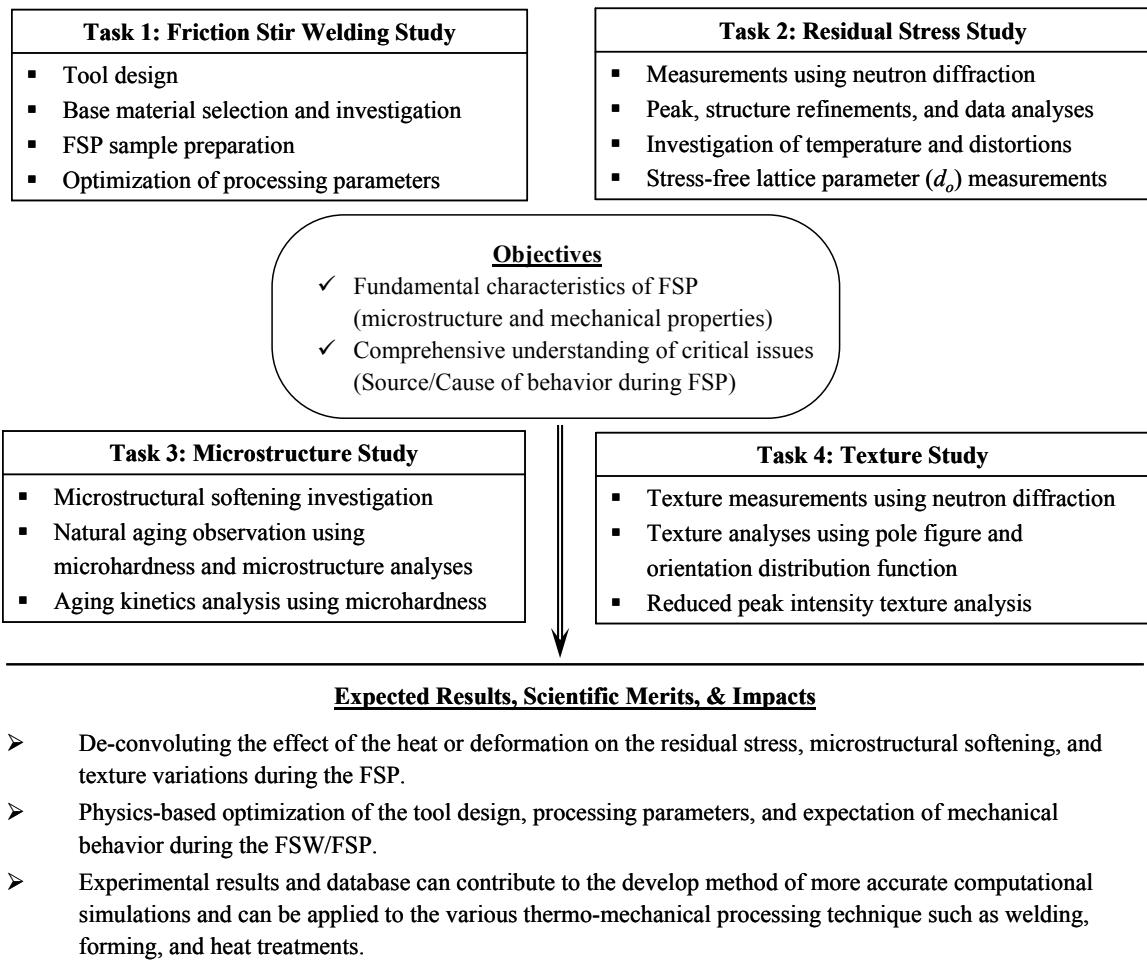 Task 1: Friction Stir Welding Study
▪ Tool design
▪ Base material selection and investigation
▪ FSP sample preparation
▪ Optimization of processing parameters
Task 2: Residual Stress Study
▪ Measurements using neutron diffraction
▪ Peak, structure refinements, and data analyses
▪ Investigation of temperature and distortions
▪ Stress-free lattice parameter (do) measurements
Objectives
✓ Fundamental characteristics of FSP
(microstructure and mechanical properties)
✓ Comprehensive understanding of critical issues
(Source/Cause of behavior during FSP)
Task 3: Microstructure Study
▪ Microstructural softening investigation
▪ Natural aging observation using
microhardness and microstructure analyses
▪ Aging kinetics analysis using microhardness
Task 4: Texture Study
▪ Texture measurements using neutron diffraction
▪ Texture analyses using pole figure and
orientation distribution function
▪ Reduced peak intensity texture analysis
Expected Results, Scientific Merits, & Impacts
➢ De-convoluting the effect of the heat or deformation on the residual stress, microstructural softening, and
texture variations during the FSP.
➢ Physics-based optimization of the tool design, processing parameters, and expectation of mechanical
behavior during the FSW/FSP.
➢ Experimental results and database can contribute to the develop method of more accurate computational
simulations and can be applied to the various thermo-mechanical processing technique such as welding,
forming, and heat treatments.